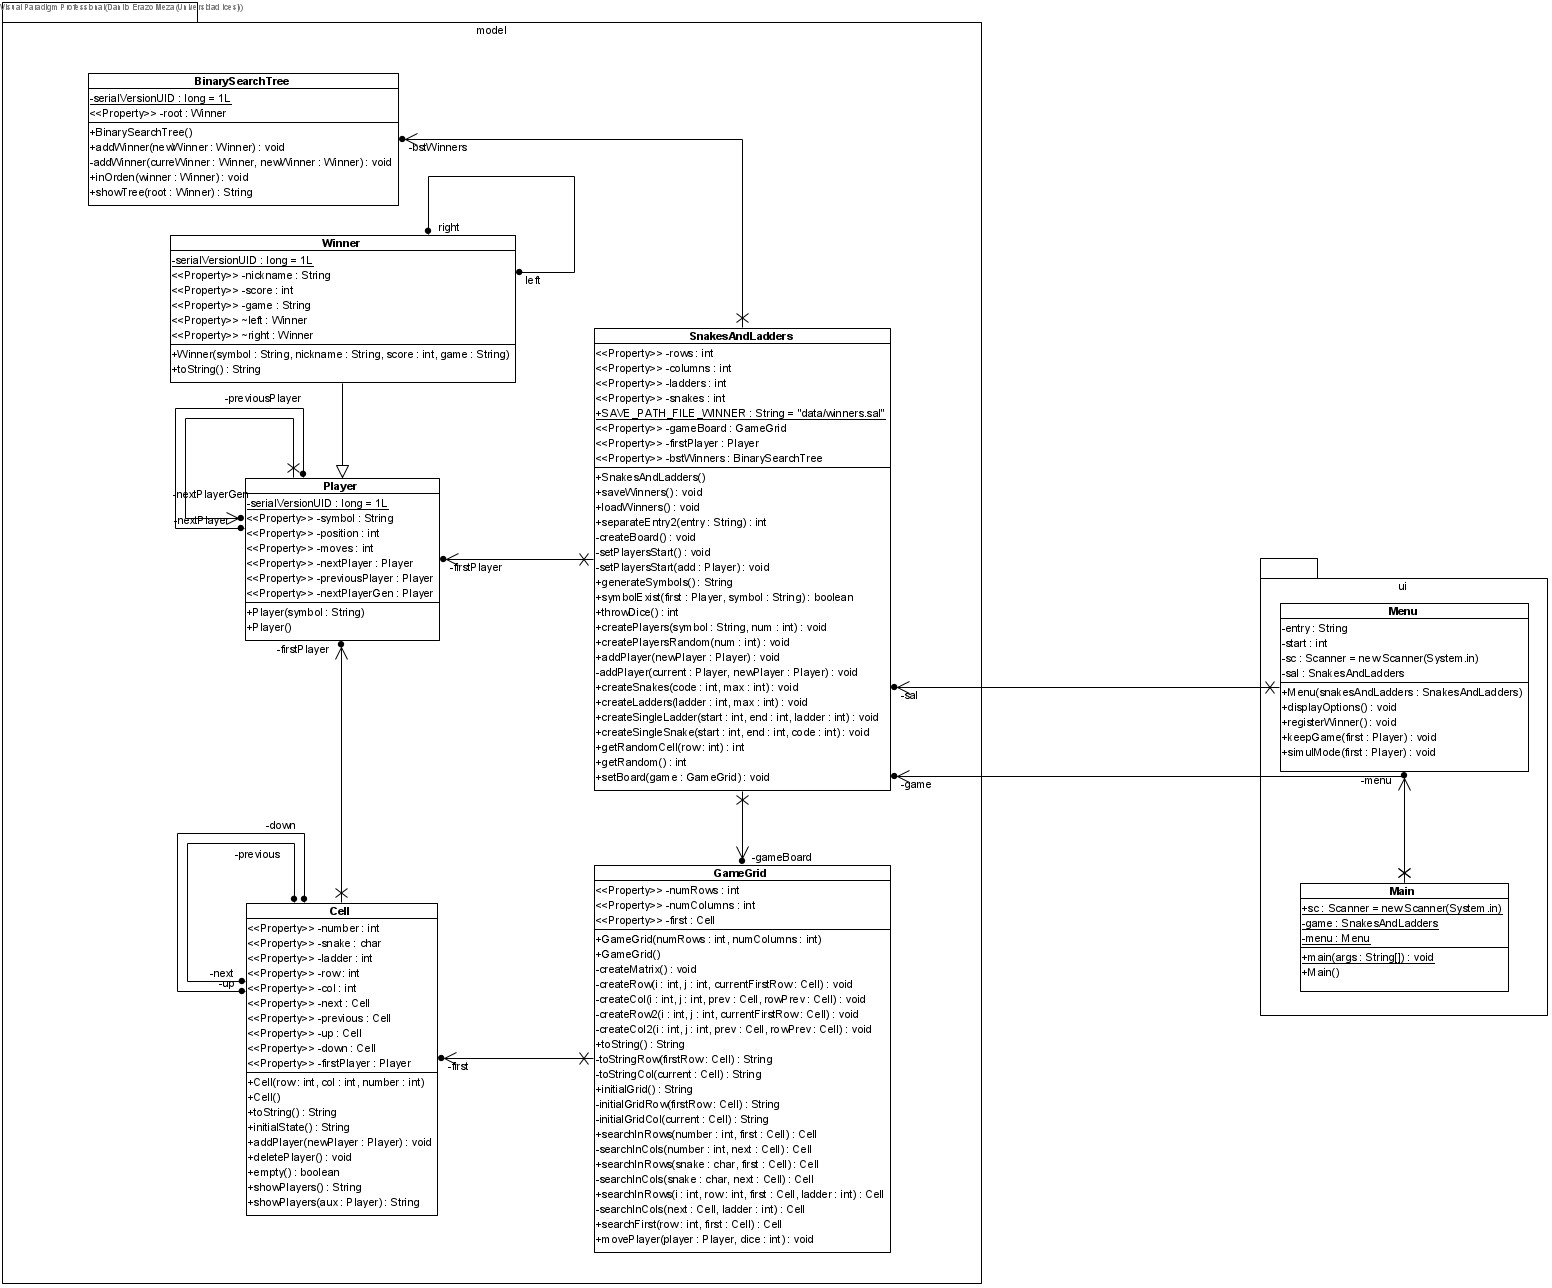 Visual Paradigm Professional(Danilo Erazo Meza(Universidad Ices​i))
model
BinarySearchTree
-serialVersionUID : long = 1L
<<Property>> -root : Winner
+BinarySearchTree()
+addWinner(newWinner : Winner) : void
-addWinner(curreWinner : Winner, newWinner : Winner) : void
+inOrden(winner : Winner) : void
+showTree(root : Winner) : String
-bstWinners
right
left
Winner
-serialVersionUID : long = 1L
<<Property>> -nickname : String
<<Property>> -score : int
<<Property>> -game : String
<<Property>> ~left : Winner
<<Property>> ~right : Winner
+Winner(symbol : String, nickname : String, score : int, game : String)
+toString() : String
-previousPlayer
-nextPlayerGen
-nextPlayer
Player
-serialVersionUID : long = 1L
<<Property>> -symbol : String
<<Property>> -position : int
<<Property>> -moves : int
<<Property>> -nextPlayer : Player
<<Property>> -previousPlayer : Player
<<Property>> -nextPlayerGen : Player
+Player(symbol : String)
+Player()
-firstPlayer
-firstPlayer
SnakesAndLadders
<<Property>> -rows : int
<<Property>> -columns : int
<<Property>> -ladders : int
<<Property>> -snakes : int
+SAVE_PATH_FILE_WINNER : String = "data/winners.sal"
<<Property>> -gameBoard : GameGrid
<<Property>> -firstPlayer : Player
<<Property>> -bstWinners : BinarySearchTree
+SnakesAndLadders()
+saveWinners() : void
+loadWinners() : void
+separateEntry2(entry : String) : int
-createBoard() : void
-setPlayersStart() : void
-setPlayersStart(add : Player) : void
+generateSymbols() : String
+symbolExist(first : Player, symbol : String) : boolean
+throwDice() : int
+createPlayers(symbol : String, num : int) : void
+createPlayersRandom(num : int) : void
+addPlayer(newPlayer : Player) : void
-addPlayer(current : Player, newPlayer : Player) : void
+createSnakes(code : int, max : int) : void
+createLadders(ladder : int, max : int) : void
+createSingleLadder(start : int, end : int, ladder : int) : void
+createSingleSnake(start : int, end : int, code : int) : void
+getRandomCell(row : int) : int
+getRandom() : int
+setBoard(game : GameGrid) : void
-sal
-game
-gameBoard
ui
Menu
-entry : String
-start : int
-sc : Scanner = new Scanner(System.in)
-sal : SnakesAndLadders
+Menu(snakesAndLadders : SnakesAndLadders)
+displayOptions() : void
+registerWinner() : void
+keepGame(first : Player) : void
+simulMode(first : Player) : void
-menu
Main
+sc : Scanner = new Scanner(System.in)
-game : SnakesAndLadders
-menu : Menu
+main(args : String[]) : void
+Main()
-down
-previous
-next
-up
Cell
<<Property>> -number : int
<<Property>> -snake : char
<<Property>> -ladder : int
<<Property>> -row : int
<<Property>> -col : int
<<Property>> -next : Cell
<<Property>> -previous : Cell
<<Property>> -up : Cell
<<Property>> -down : Cell
<<Property>> -firstPlayer : Player
+Cell(row : int, col : int, number : int)
+Cell()
+toString() : String
+initialState() : String
+addPlayer(newPlayer : Player) : void
+deletePlayer() : void
+empty() : boolean
+showPlayers() : String
+showPlayers(aux : Player) : String
-first
GameGrid
<<Property>> -numRows : int
<<Property>> -numColumns : int
<<Property>> -first : Cell
+GameGrid(numRows : int, numColumns : int)
+GameGrid()
-createMatrix() : void
-createRow(i : int, j : int, currentFirstRow : Cell) : void
-createCol(i : int, j : int, prev : Cell, rowPrev : Cell) : void
-createRow2(i : int, j : int, currentFirstRow : Cell) : void
-createCol2(i : int, j : int, prev : Cell, rowPrev : Cell) : void
+toString() : String
-toStringRow(firstRow : Cell) : String
-toStringCol(current : Cell) : String
+initialGrid() : String
-initialGridRow(firstRow : Cell) : String
-initialGridCol(current : Cell) : String
+searchInRows(number : int, first : Cell) : Cell
-searchInCols(number : int, next : Cell) : Cell
+searchInRows(snake : char, first : Cell) : Cell
-searchInCols(snake : char, next : Cell) : Cell
+searchInRows(i : int, row : int, first : Cell, ladder : int) : Cell
-searchInCols(next : Cell, ladder : int) : Cell
+searchFirst(row : int, first : Cell) : Cell
+movePlayer(player : Player, dice : int) : void